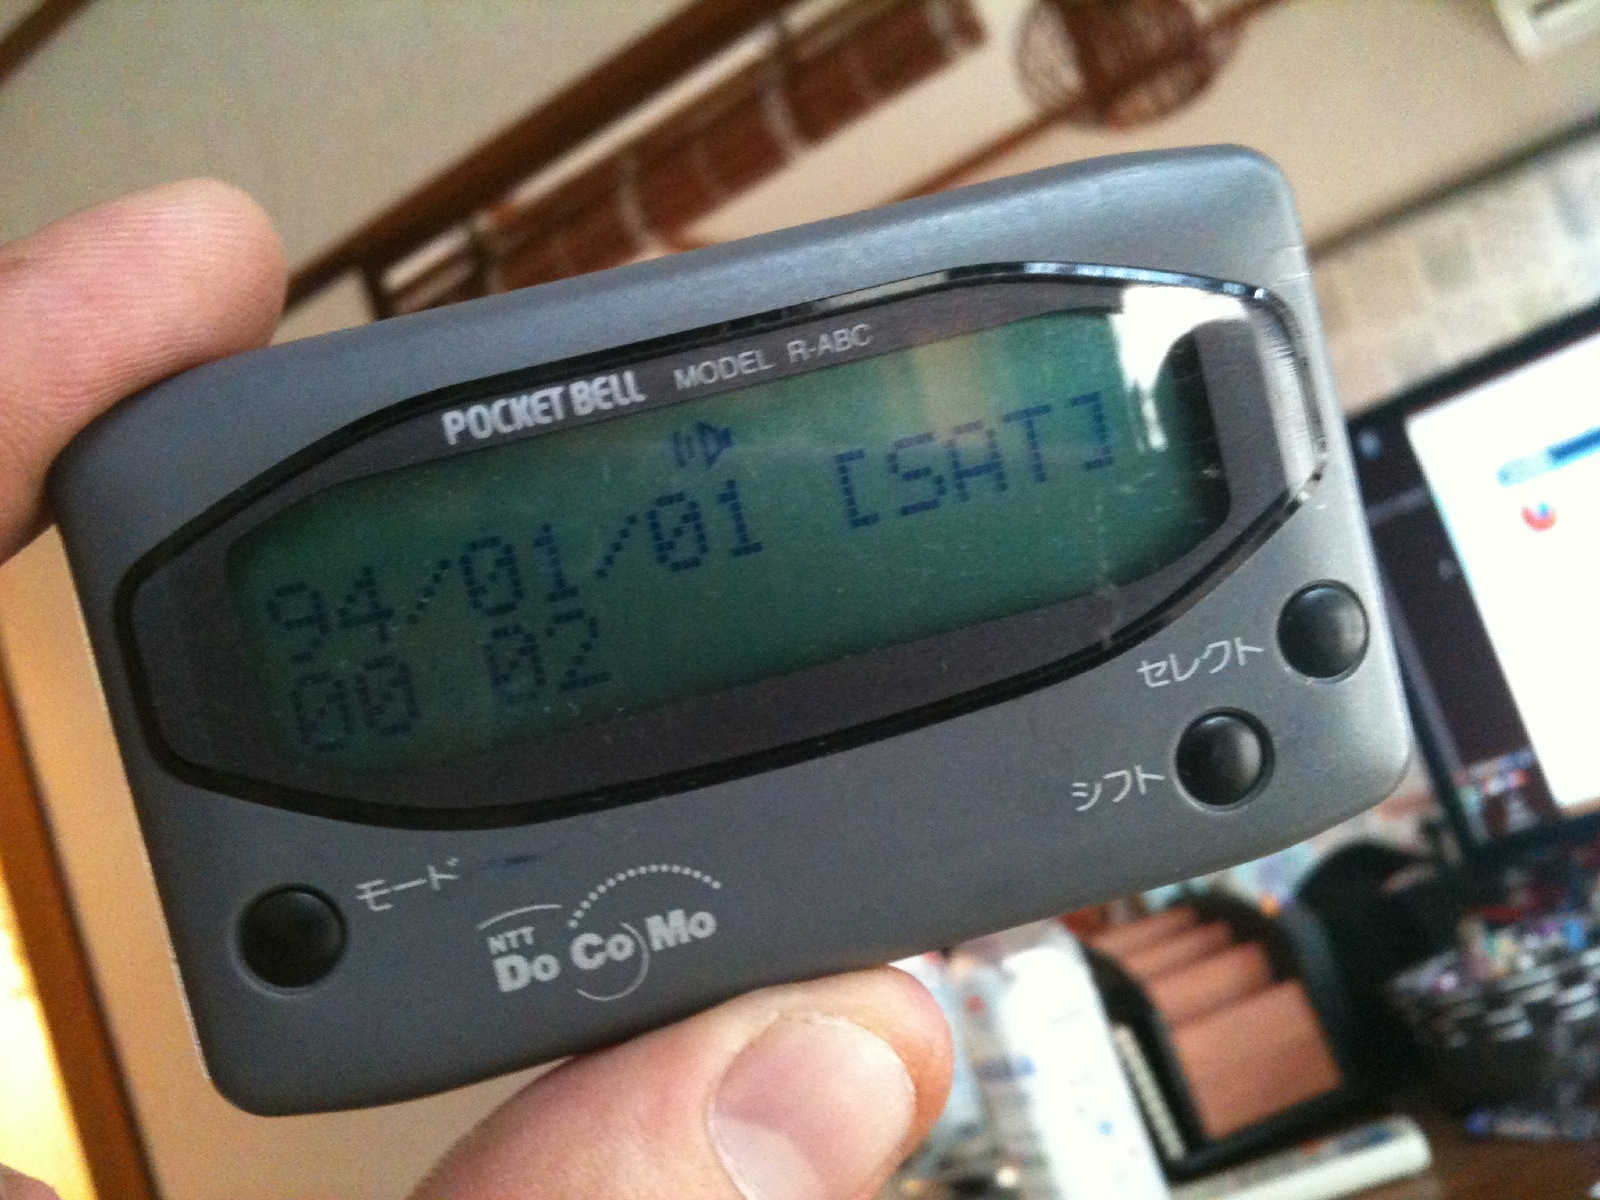 POCKET BELL MODEL R-ABC
94/01/01 [SAT]
00 02
セレクト
シフト
モード
NTT
DoCoMo